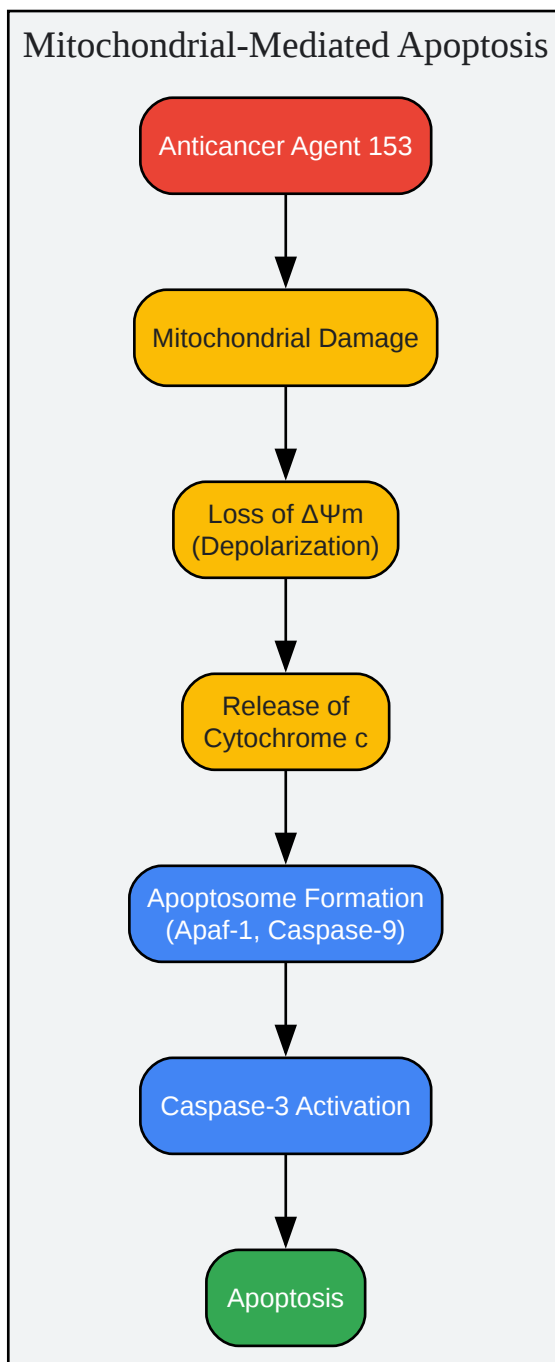 Mitochondrial-Mediated Apoptosis
Anticancer Agent 153
Mitochondrial Damage
Loss of ΔΨm
(Depolarization)
Release of
Cytochrome c
Apoptosome Formation
(Apaf-1, Caspase-9)
Caspase-3 Activation
Apoptosis